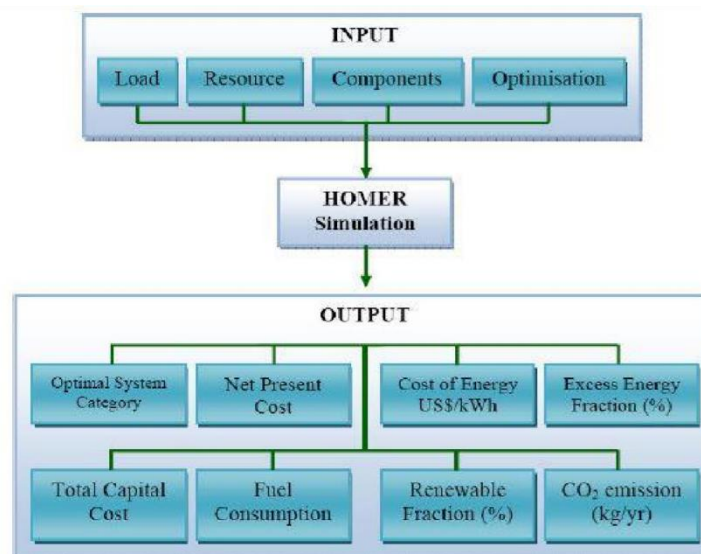 INPUT
Load
Resource
Components
Optimisation
HOMER
Simulation
OUTPUT
Optimal System
Category
Net Present
Cost
Cost of Energy
US$/kWh
Excess Energy
Fraction (%)
Total Capital
Cost
Fuel
Consumption
Renewable
Fraction (%)
CO₂ emission
(kg/yr)